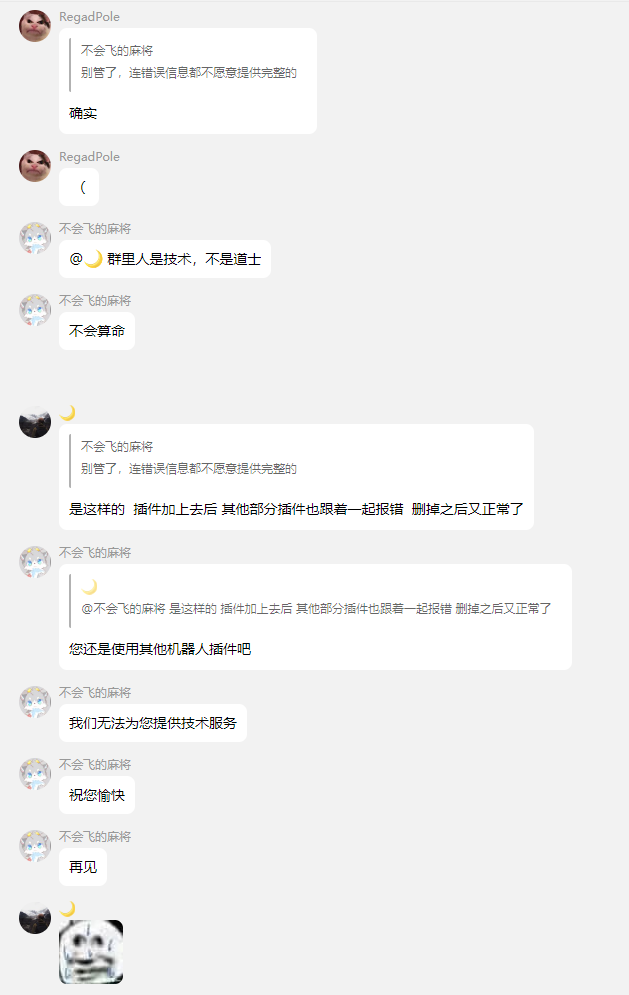 RegadPole
不会飞的麻将
别管了，连错误信息都不愿意提供完整的
确实
RegadPole
（
不会飞的麻将
@🌙 群里人是技术，不是道士
不会飞的麻将
不会算命
🌙
不会飞的麻将
别管了，连错误信息都不愿意提供完整的
是这样的 插件加上去后 其他部分插件也跟着一起报错 删掉之后又正常了
不会飞的麻将
🌙
@不会飞的麻将 是这样的 插件加上去后 其他部分插件也跟着一起报错 删掉之后又正常了
您还是使用其他机器人插件吧
不会飞的麻将
我们无法为您提供技术服务
不会飞的麻将
祝您愉快
不会飞的麻将
再见
🌙